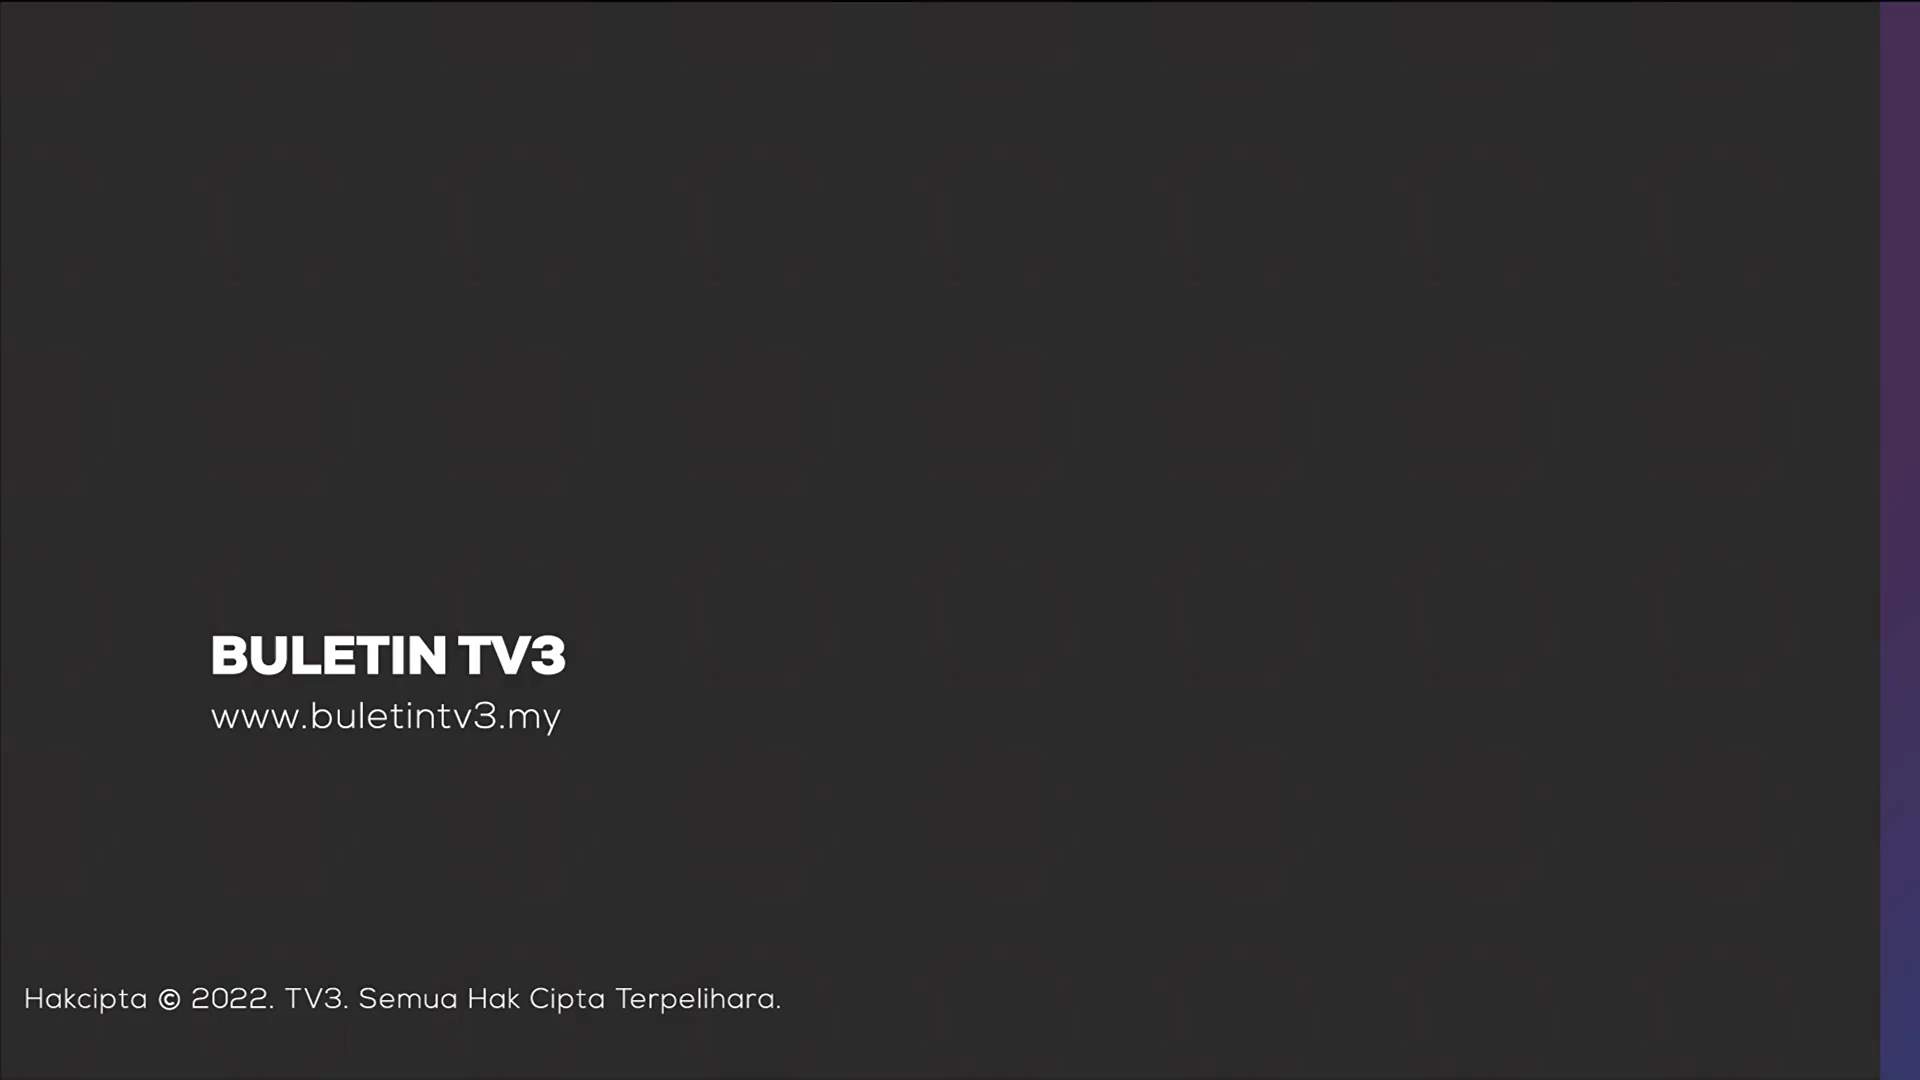 BULETIN TV3
www.buletintv3.my
Hakcipta © 2022. TV3. Semua Hak Cipta Terpelihara.